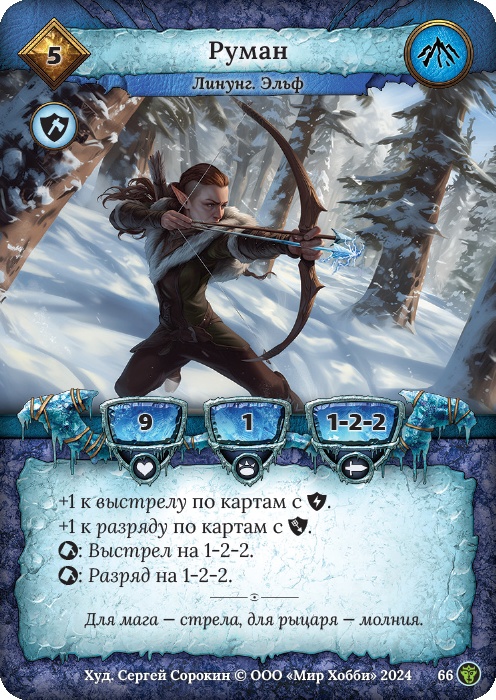 5
Руман
Линунг. Эльф
9
1
1-2-2
+1 к выстрелу по картам с .
+1 к разряду по картам с .
: Выстрел на 1-2-2.
: Разряд на 1-2-2.
Для мага — стрела, для рыцаря — молния.
Худ. Сергей Сорокин © ООО «Мир Хобби» 2024 66